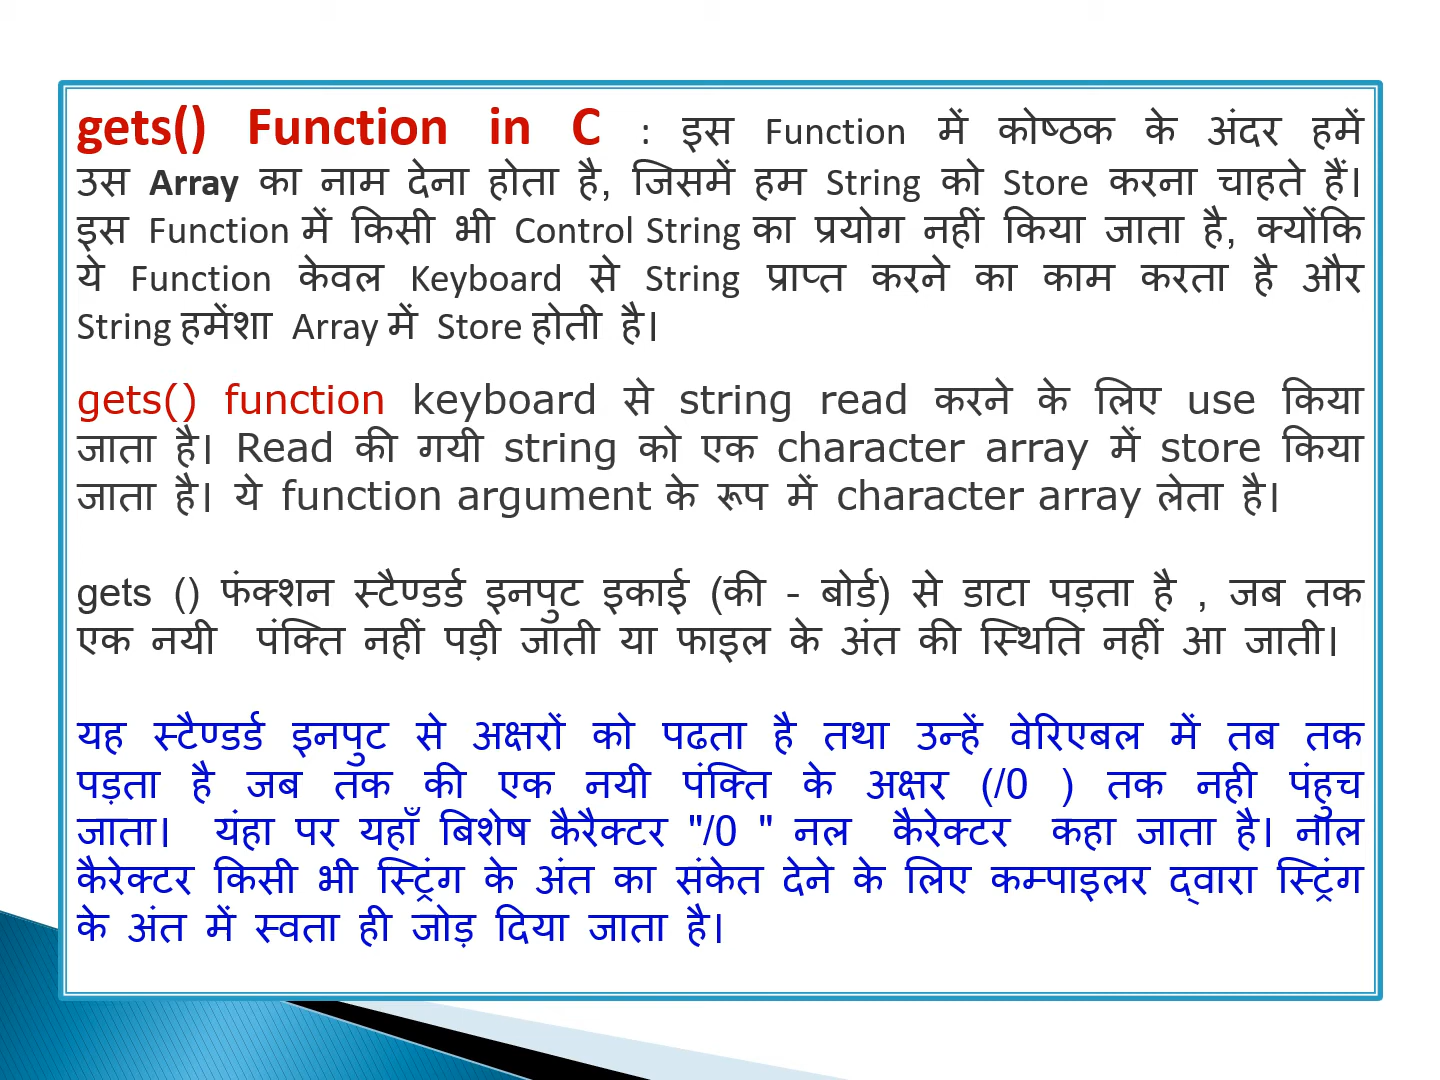 gets() Function in C : इस Function में कोष्ठक के अंदर हमें
उस Array का नाम देना होता है, जिसमें हम String को Store करना चाहते हैं।
इस Function में किसी भी Control String का प्रयोग नहीं किया जाता है, क्योंकि
ये Function केवल Keyboard से String प्राप्त करने का काम करता है और
String हमेंशा Array में Store होती है।
gets() function keyboard से string read करने के लिए use किया
जाता है। Read की गयी string को एक character array में store किया
जाता है। ये function argument के रूप में character array लेता है।
gets () फंक्शन स्टैण्डर्ड इनपुट इकाई (की - बोर्ड) से डाटा पड़ता है , जब तक
एक नयी पंक्ति नहीं पड़ी जाती या फाइल के अंत की स्थिति नहीं आ जाती।
यह स्टैण्डर्ड इनपुट से अक्षरों को पढता है तथा उन्हें वेरिएबल में तब तक
पड़ता है जब तक की एक नयी पंक्ति के अक्षर (/0 ) तक नही पंहुच
जाता। यंहा पर यहाँ बिशेष कैरैक्टर "/0 " नल कैरेक्टर कहा जाता है। नाल
कैरेक्टर किसी भी स्ट्रिंग के अंत का संकेत देने के लिए कम्पाइलर द्वारा स्ट्रिंग
के अंत में स्वता ही जोड़ दिया जाता है।